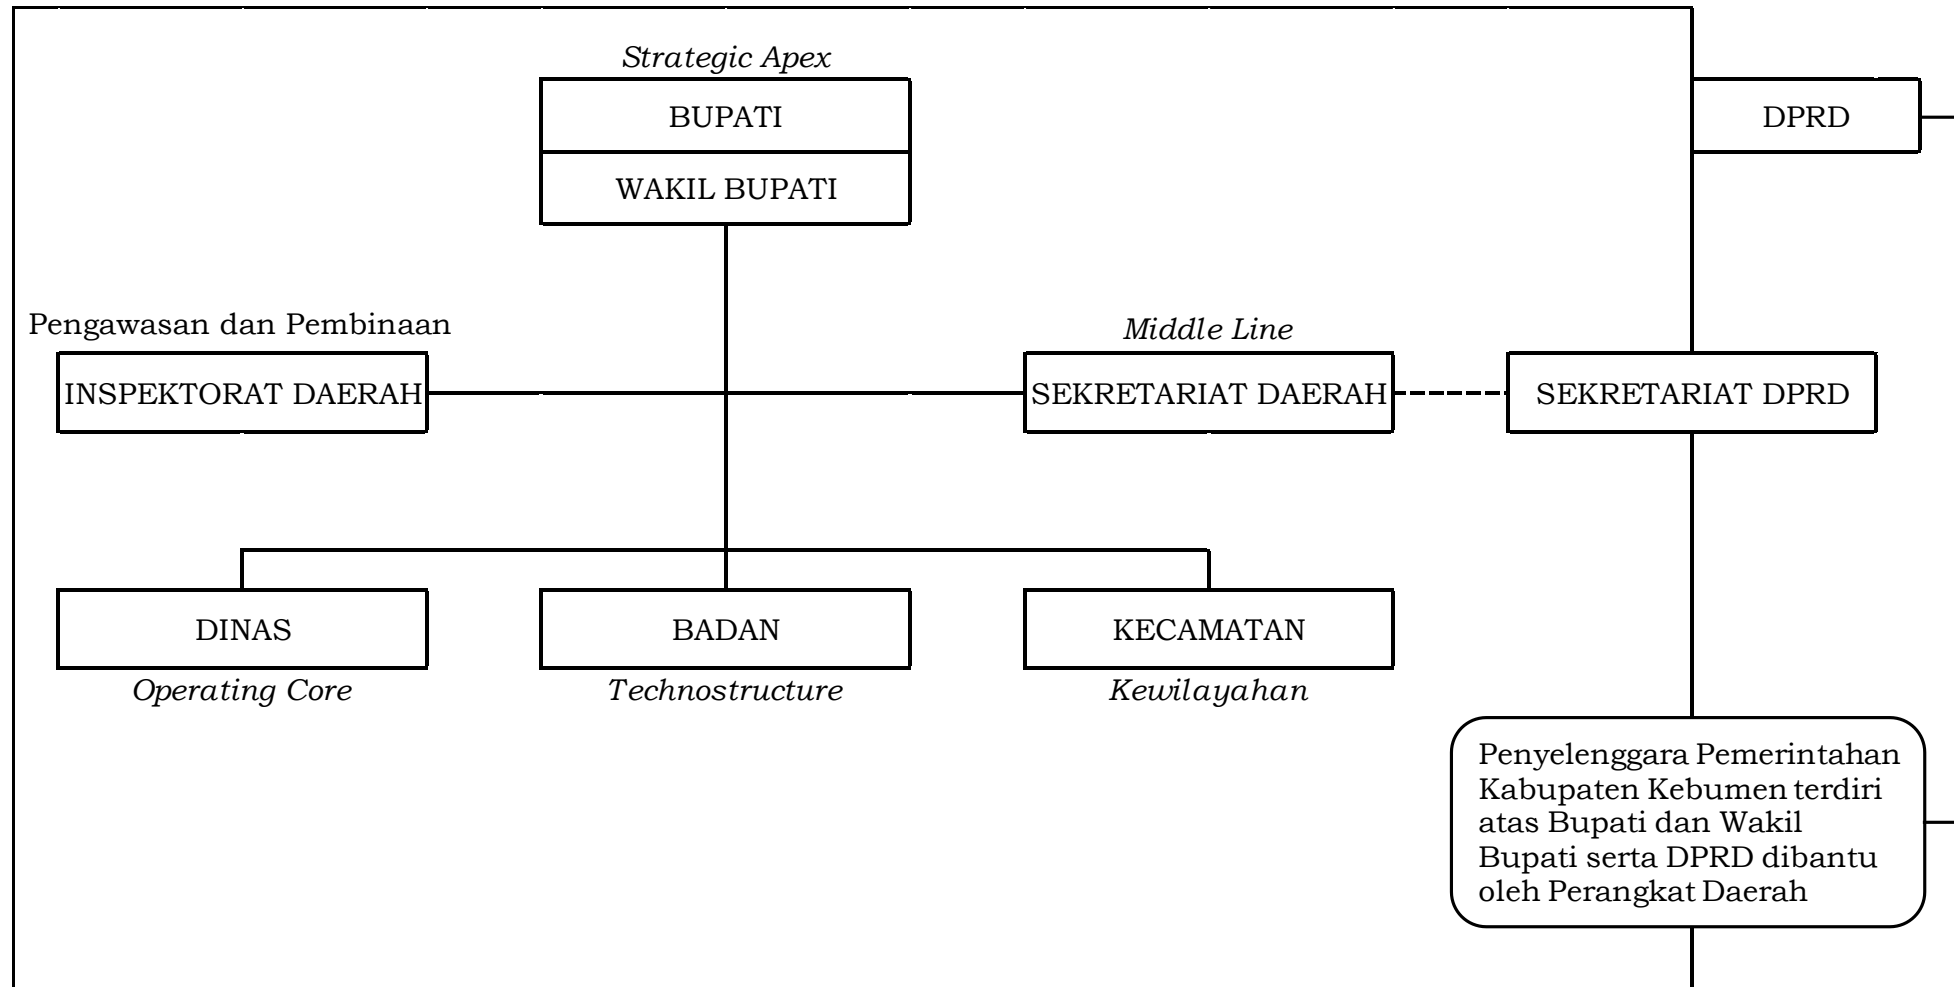 Strategic Apex
BUPATI
DPRD
WAKIL BUPATI
Pengawasan dan Pembinaan
Middle Line
INSPEKTORAT DAERAH
SEKRETARIAT DAERAH
SEKRETARIAT DPRD
DINAS
BADAN
KECAMATAN
Operating Core
Technostructure
Kewilayahan
Penyelenggara Pemerintahan
Kabupaten Kebumen terdiri
atas Bupati dan Wakil
Bupati serta DPRD dibantu
oleh Perangkat Daerah